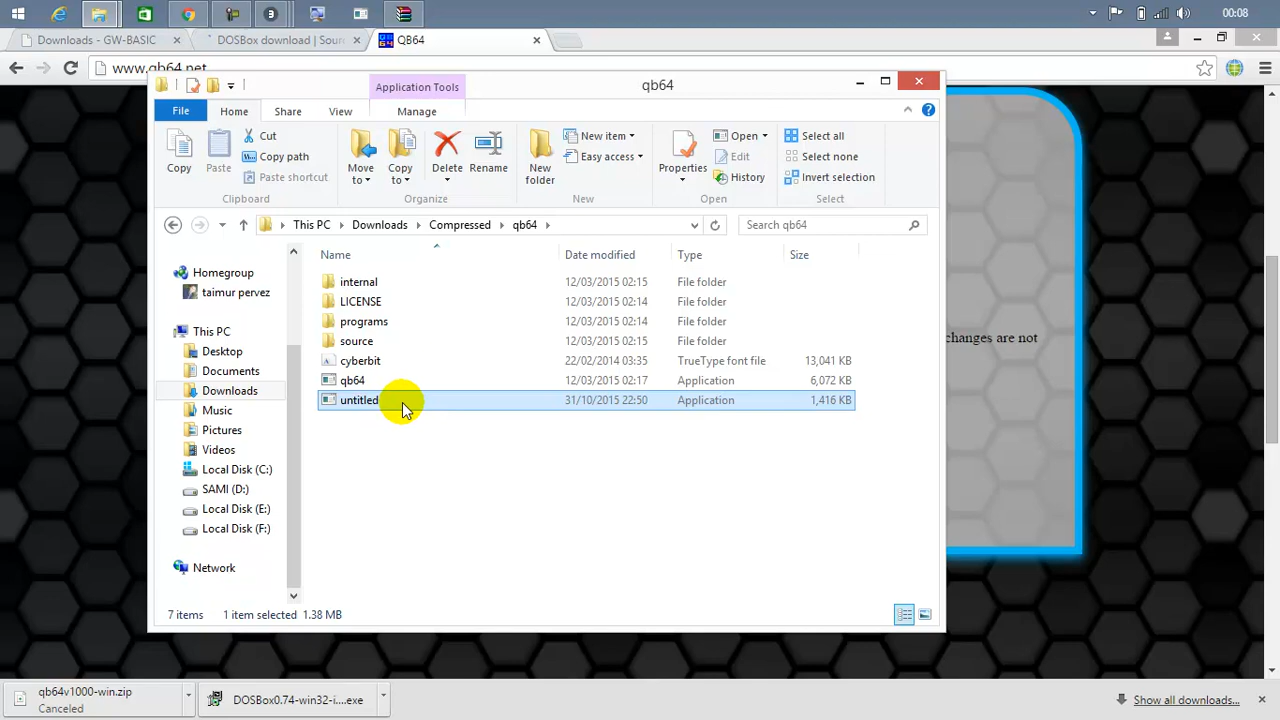 00:08
Downloads - GW-BASIC
DOSBox download | Sour
QB64
www.qb64.net
Application Tools
qb64
File
Home
Share
View
Manage
Copy
Paste
Cut
Copy path
Paste shortcut
Move to
Copy to
Delete
Rename
New folder
New item
Easy access
Properties
Open
Edit
History
Select all
Select none
Invert selection
Clipboard
Organize
New
Open
Select
This PC
Downloads
Compressed
qb64
Search qb64
Name
Date modified
Type
Size
Homegroup
taimur pervez
This PC
Desktop
Documents
Downloads
Music
Pictures
Videos
Local Disk (C:)
SAMI (D:)
Local Disk (E:)
Local Disk (F:)
Network
internal 12/03/2015 02:15 File folder
LICENSE 12/03/2015 02:14 File folder
programs 12/03/2015 02:14 File folder
source 12/03/2015 02:15 File folder
cyberbit 22/02/2014 03:35 TrueType font file 13,041 KB
qb64 12/03/2015 02:17 Application 6,072 KB
untitled 31/10/2015 22:50 Application 1,416 KB
changes are not
7 items 1 item selected 1.38 MB
qb64v1000-win.zip
Canceled
DOSBox0.74-win32-i....exe
Show all downloads...